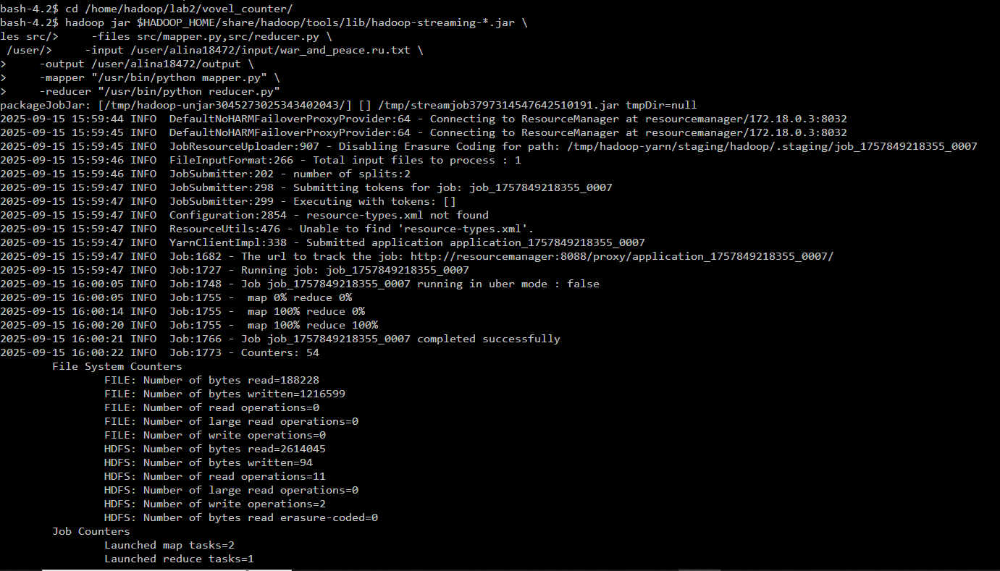 bash-4.2$ cd /home/hadoop/lab2/vovel_counter/
bash-4.2$ hadoop jar $HADOOP_HOME/share/hadoop/tools/lib/hadoop-streaming-*.jar \
les src/>     -files src/mapper.py,src/reducer.py \
 /user/>     -input /user/alina18472/input/war_and_peace.ru.txt \
>     -output /user/alina18472/output \
>     -mapper "/usr/bin/python mapper.py" \
>     -reducer "/usr/bin/python reducer.py"
packageJobJar: [/tmp/hadoop-unjar3045273025343402043/] [] /tmp/streamjob3797314547642510191.jar tmpDir=null
2025-09-15 15:59:44 INFO  DefaultNoHARMFailoverProxyProvider:64 - Connecting to ResourceManager at resourcemanager/172.18.0.3:8032
2025-09-15 15:59:45 INFO  DefaultNoHARMFailoverProxyProvider:64 - Connecting to ResourceManager at resourcemanager/172.18.0.3:8032
2025-09-15 15:59:45 INFO  JobResourceUploader:907 - Disabling Erasure Coding for path: /tmp/hadoop-yarn/staging/hadoop/.staging/job_1757849218355_0007
2025-09-15 15:59:46 INFO  FileInputFormat:266 - Total input files to process : 1
2025-09-15 15:59:46 INFO  JobSubmitter:202 - number of splits:2
2025-09-15 15:59:47 INFO  JobSubmitter:298 - Submitting tokens for job: job_1757849218355_0007
2025-09-15 15:59:47 INFO  JobSubmitter:299 - Executing with tokens: []
2025-09-15 15:59:47 INFO  Configuration:2854 - resource-types.xml not found
2025-09-15 15:59:47 INFO  ResourceUtils:476 - Unable to find 'resource-types.xml'.
2025-09-15 15:59:47 INFO  YarnClientImpl:338 - Submitted application application_1757849218355_0007
2025-09-15 15:59:47 INFO  Job:1682 - The url to track the job: http://resourcemanager:8088/proxy/application_1757849218355_0007/
2025-09-15 15:59:47 INFO  Job:1727 - Running job: job_1757849218355_0007
2025-09-15 16:00:05 INFO  Job:1748 - Job job_1757849218355_0007 running in uber mode : false
2025-09-15 16:00:05 INFO  Job:1755 -  map 0% reduce 0%
2025-09-15 16:00:14 INFO  Job:1755 -  map 100% reduce 0%
2025-09-15 16:00:20 INFO  Job:1755 -  map 100% reduce 100%
2025-09-15 16:00:21 INFO  Job:1766 - Job job_1757849218355_0007 completed successfully
2025-09-15 16:00:22 INFO  Job:1773 - Counters: 54
        File System Counters
                FILE: Number of bytes read=188228
                FILE: Number of bytes written=1216599
                FILE: Number of read operations=0
                FILE: Number of large read operations=0
                FILE: Number of write operations=0
                HDFS: Number of bytes read=2614045
                HDFS: Number of bytes written=94
                HDFS: Number of read operations=11
                HDFS: Number of large read operations=0
                HDFS: Number of write operations=2
                HDFS: Number of bytes read erasure-coded=0
        Job Counters
                Launched map tasks=2
                Launched reduce tasks=1